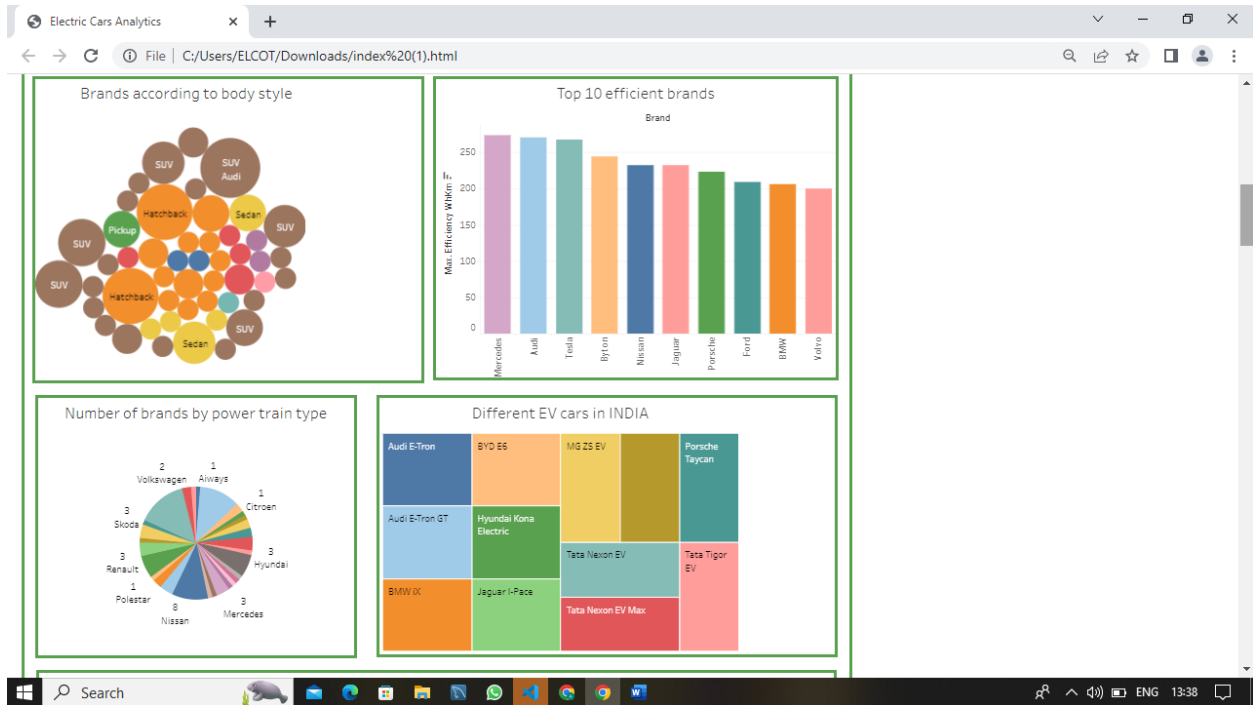 Electric Cars Analytics
File
C:/Users/ELCOT/Downloads/index%20(1).html
Brands according to body style
SUV
SUV
Audi
Hatchback
Sedan
Pickup
SUV
SUV
SUV
Hatchback
SUV
Sedan
Top 10 efficient brands
Brand
Max. Efficiency WhKm
250
200
150
100
50
0
Mercedes
Audi
Tesla
Byton
Nissan
Jaguar
Porsche
Ford
BMW
Volvo
Number of brands by power train type
2
Volkswagen
1
Aiways
1
Citroen
3
Skoda
3
Hyundai
3
Renault
1
Polestar
8
Nissan
3
Mercedes
Different EV cars in INDIA
Audi E-Tron
BYD E6
MG ZS EV
Porsche
Taycan
Audi E-Tron GT
Hyundai Kona
Electric
Tata Nexon EV
Tata Tigor
EV
BMW iX
Jaguar I-Pace
Tata Nexon EV Max
Search
ENG
13:38